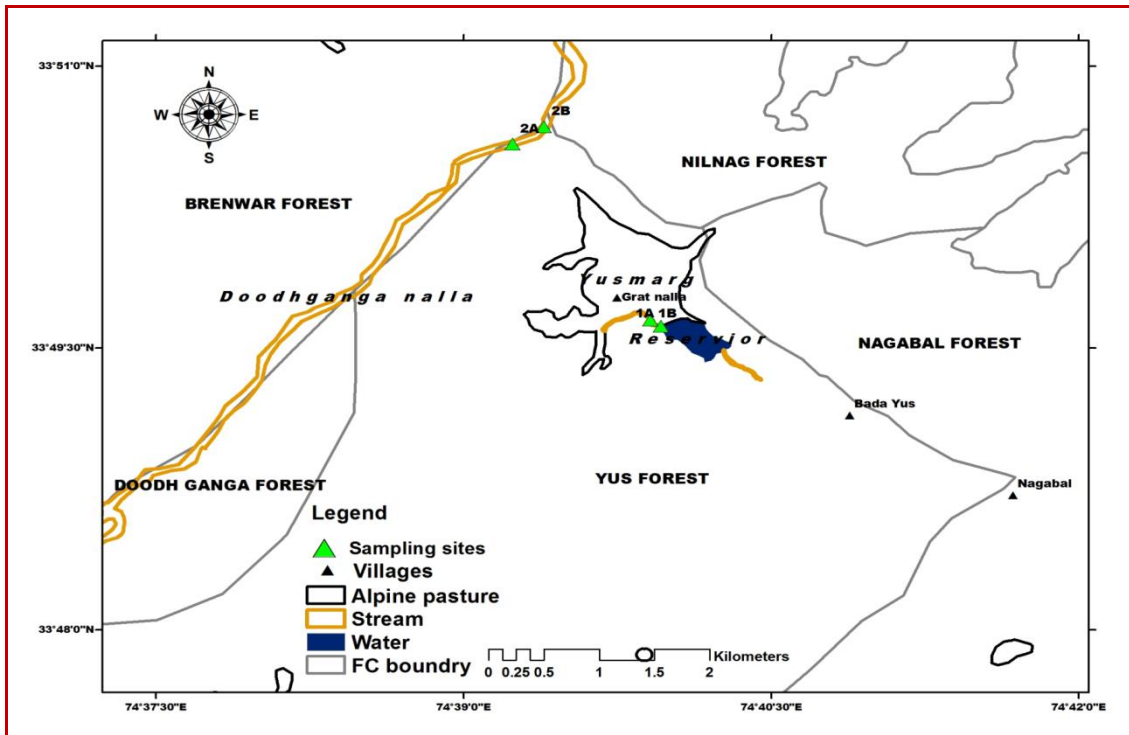 33°51'0"N
N
W E
S
2B
2A
NILNAG FOREST
BRENWAR FOREST
Yusmarg
Doodhganga nalla
Grat nalla
1A 1B
Reservior
33°49'30"N
NAGABAL FOREST
Bada Yus
YUS FOREST
DOODH GANGA FOREST
Nagabal
Legend
Sampling sites
Villages
Alpine pasture
Stream
Water
FC boundry
33°48'0"N
Kilometers
0 0.25 0.5 1 1.5 2
74°37'30"E 74°39'0"E 74°40'30"E 74°42'0"E